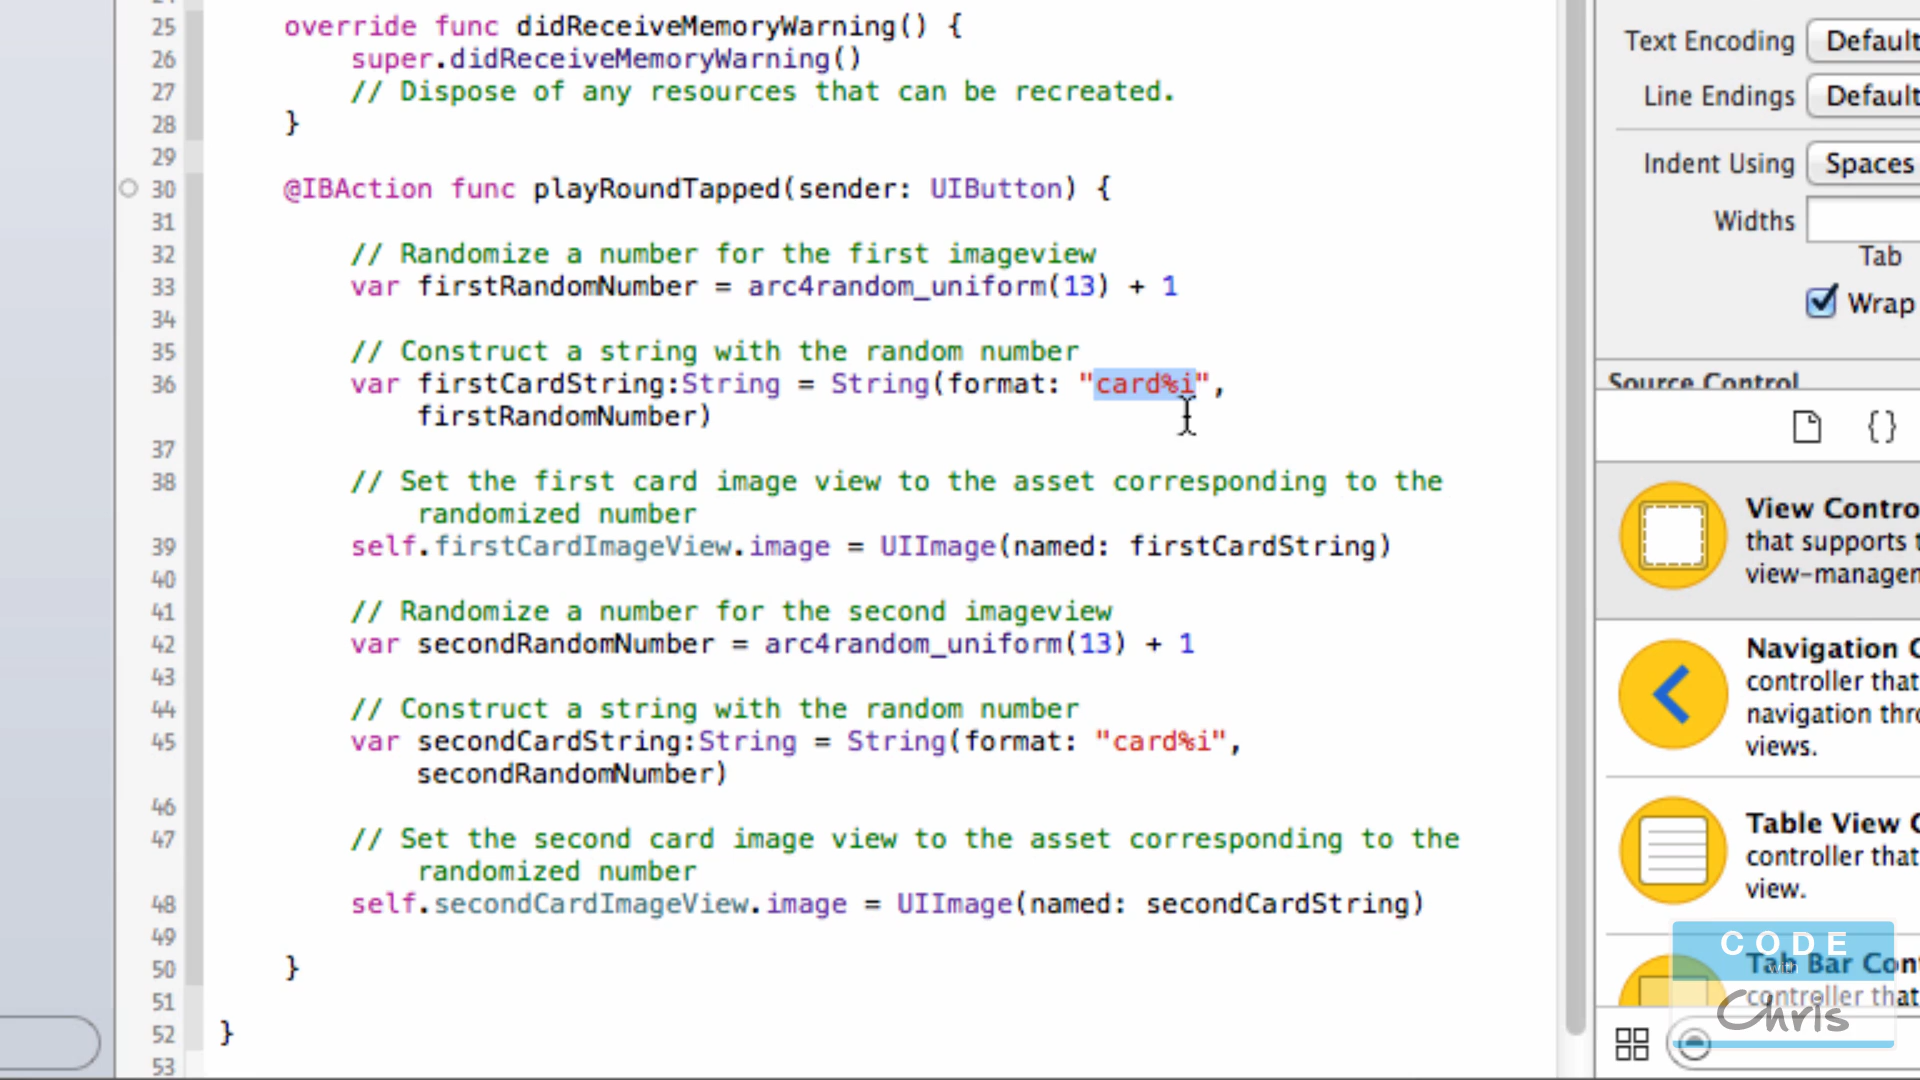 25 override func didReceiveMemoryWarning() {
26 super.didReceiveMemoryWarning()
27 // Dispose of any resources that can be recreated.
28 }
29
30 @IBAction func playRoundTapped(sender: UIButton) {
31
32 // Randomize a number for the first imageview
33 var firstRandomNumber = arc4random_uniform(13) + 1
34
35 // Construct a string with the random number
36 var firstCardString:String = String(format: "card%i",
firstRandomNumber)
37
38 // Set the first card image view to the asset corresponding to the
randomized number
39 self.firstCardImageView.image = UIImage(named: firstCardString)
40
41 // Randomize a number for the second imageview
42 var secondRandomNumber = arc4random_uniform(13) + 1
43
44 // Construct a string with the random number
45 var secondCardString:String = String(format: "card%i",
secondRandomNumber)
46
47 // Set the second card image view to the asset corresponding to the
randomized number
48 self.secondCardImageView.image = UIImage(named: secondCardString)
49
50 }
51
52 }
53
Text Encoding Default
Line Endings Default
Indent Using Spaces
Widths
Tab
Wrap
Source Control
{}
View Contro
that supports t
view-managen
Navigation C
controller that
navigation thro
views.
Table View C
controller that
view.
Tab Bar Cont
controller that
CODE
with
Chris